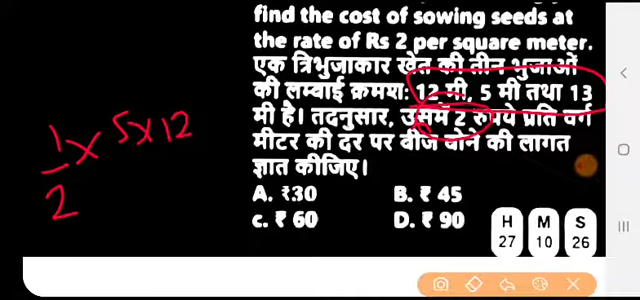 find the cost of sowing seeds at
the rate of Rs 2 per square meter.
एक त्रिभुजाकार खेत की तीन भुजाओं
की लम्बाई क्रमशः 12 मी, 5 मी तथा 13
मी है। तदनुसार, उसमें 2 रुपये प्रति वर्ग
मीटर की दर पर बीज बोने की लागत
ज्ञात कीजिए।
A. ₹30 B. ₹ 45
C. ₹ 60 D. ₹ 90
1/2 × 5 × 12
H M S
27 10 26